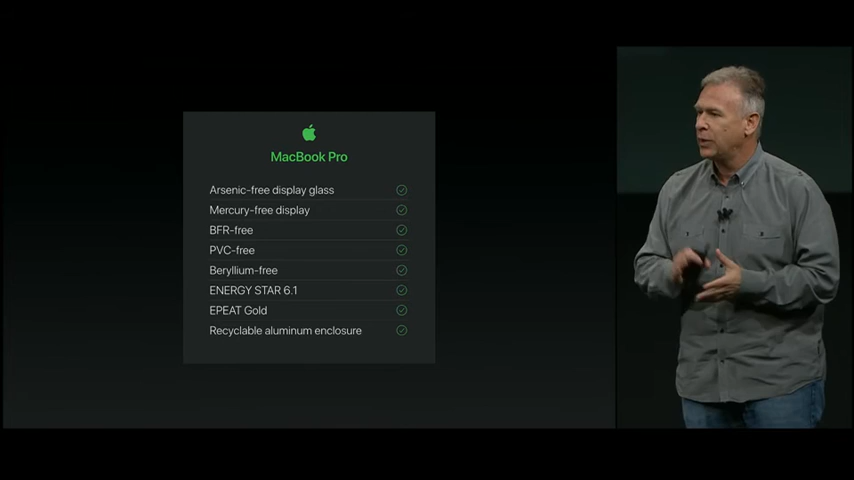 MacBook Pro
Arsenic-free display glass
Mercury-free display
BFR-free
PVC-free
Beryllium-free
ENERGY STAR 6.1
EPEAT Gold
Recyclable aluminum enclosure